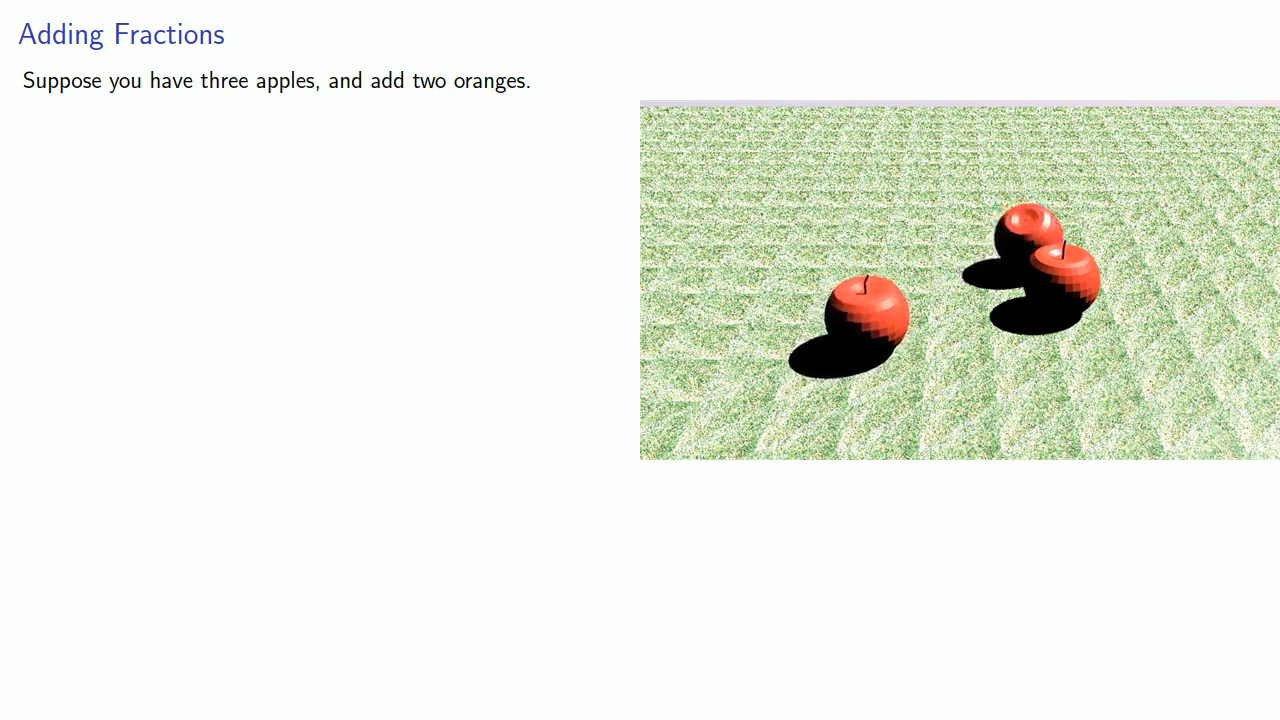 Adding Fractions
Suppose you have three apples, and add two oranges.